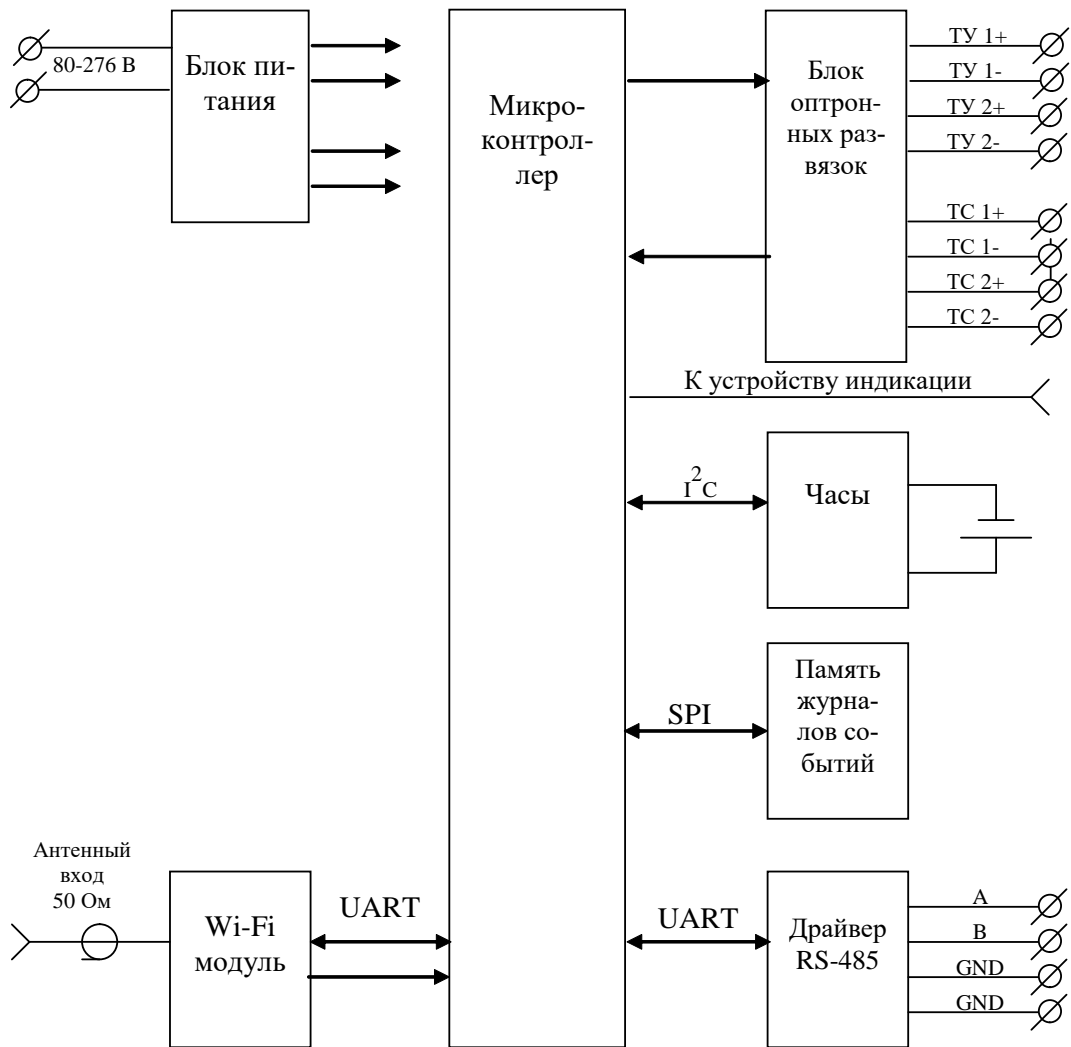 80-276 В
Блок пи-
тания
Микро-
контрол-
лер
Блок
оптрон-
ных раз-
вязок
ТУ 1+
ТУ 1-
ТУ 2+
ТУ 2-
ТС 1+
ТС 1-
ТС 2+
ТС 2-
К устройству индикации
I2C
Часы
SPI
Память
журна-
лов со-
бытий
Антенный
вход
50 Ом
Wi-Fi
модуль
UART
UART
Драйвер
RS-485
A
B
GND
GND